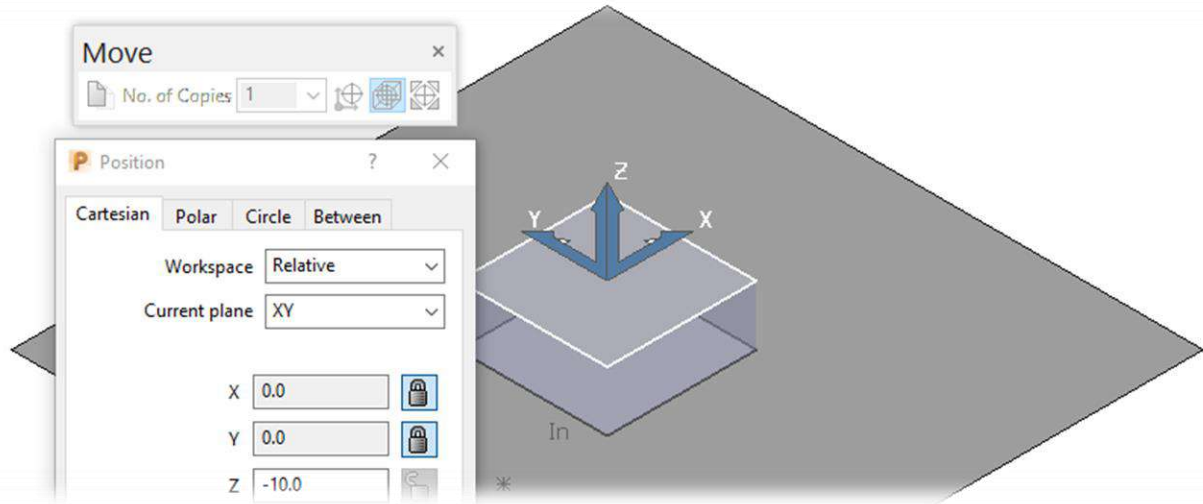 Move
No. of Copies 1
Position ?
Cartesian Polar Circle Between
Workspace Relative
Current plane XY
X 0.0
Y 0.0
Z -10.0
Z
Y X
In